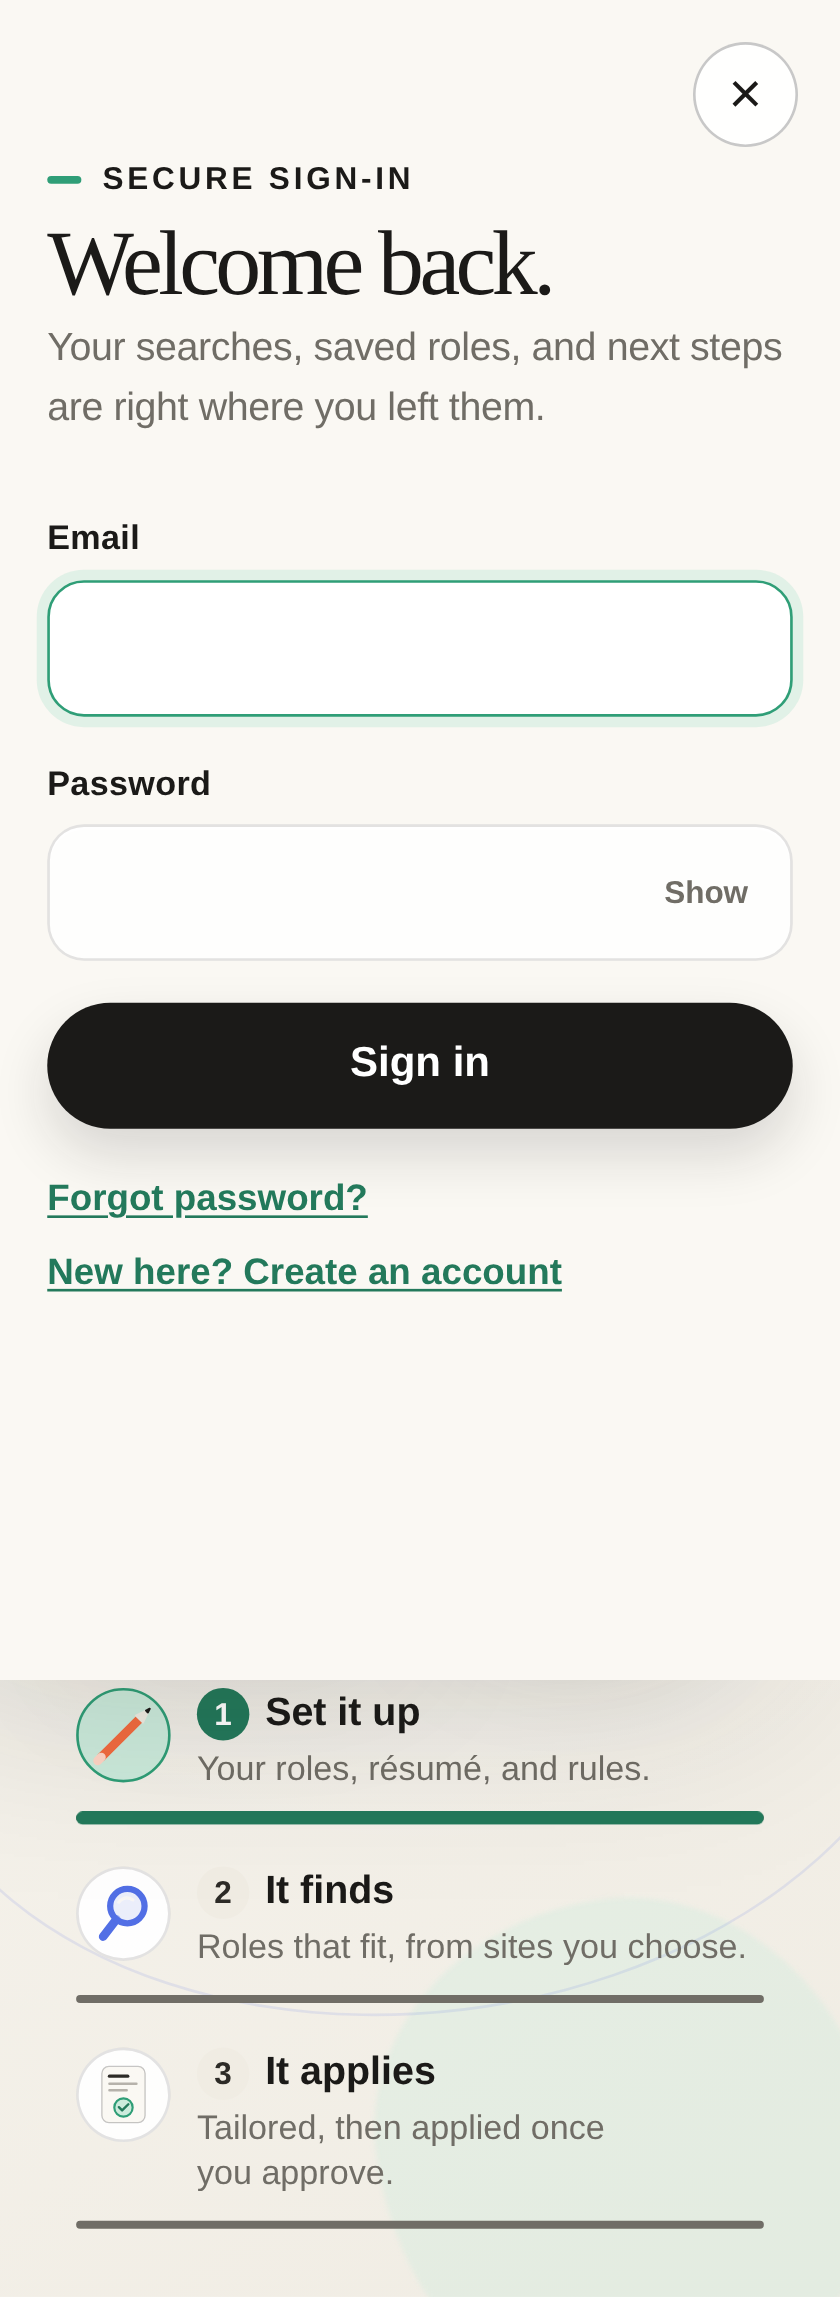 ✕
SECURE SIGN-IN
Welcome back.
Your searches, saved roles, and next steps
are right where you left them.
Email
Password
Show
Sign in
Forgot password?
New here? Create an account
1 Set it up
Your roles, résumé, and rules.
2 It finds
Roles that fit, from sites you choose.
3 It applies
Tailored, then applied once
you approve.